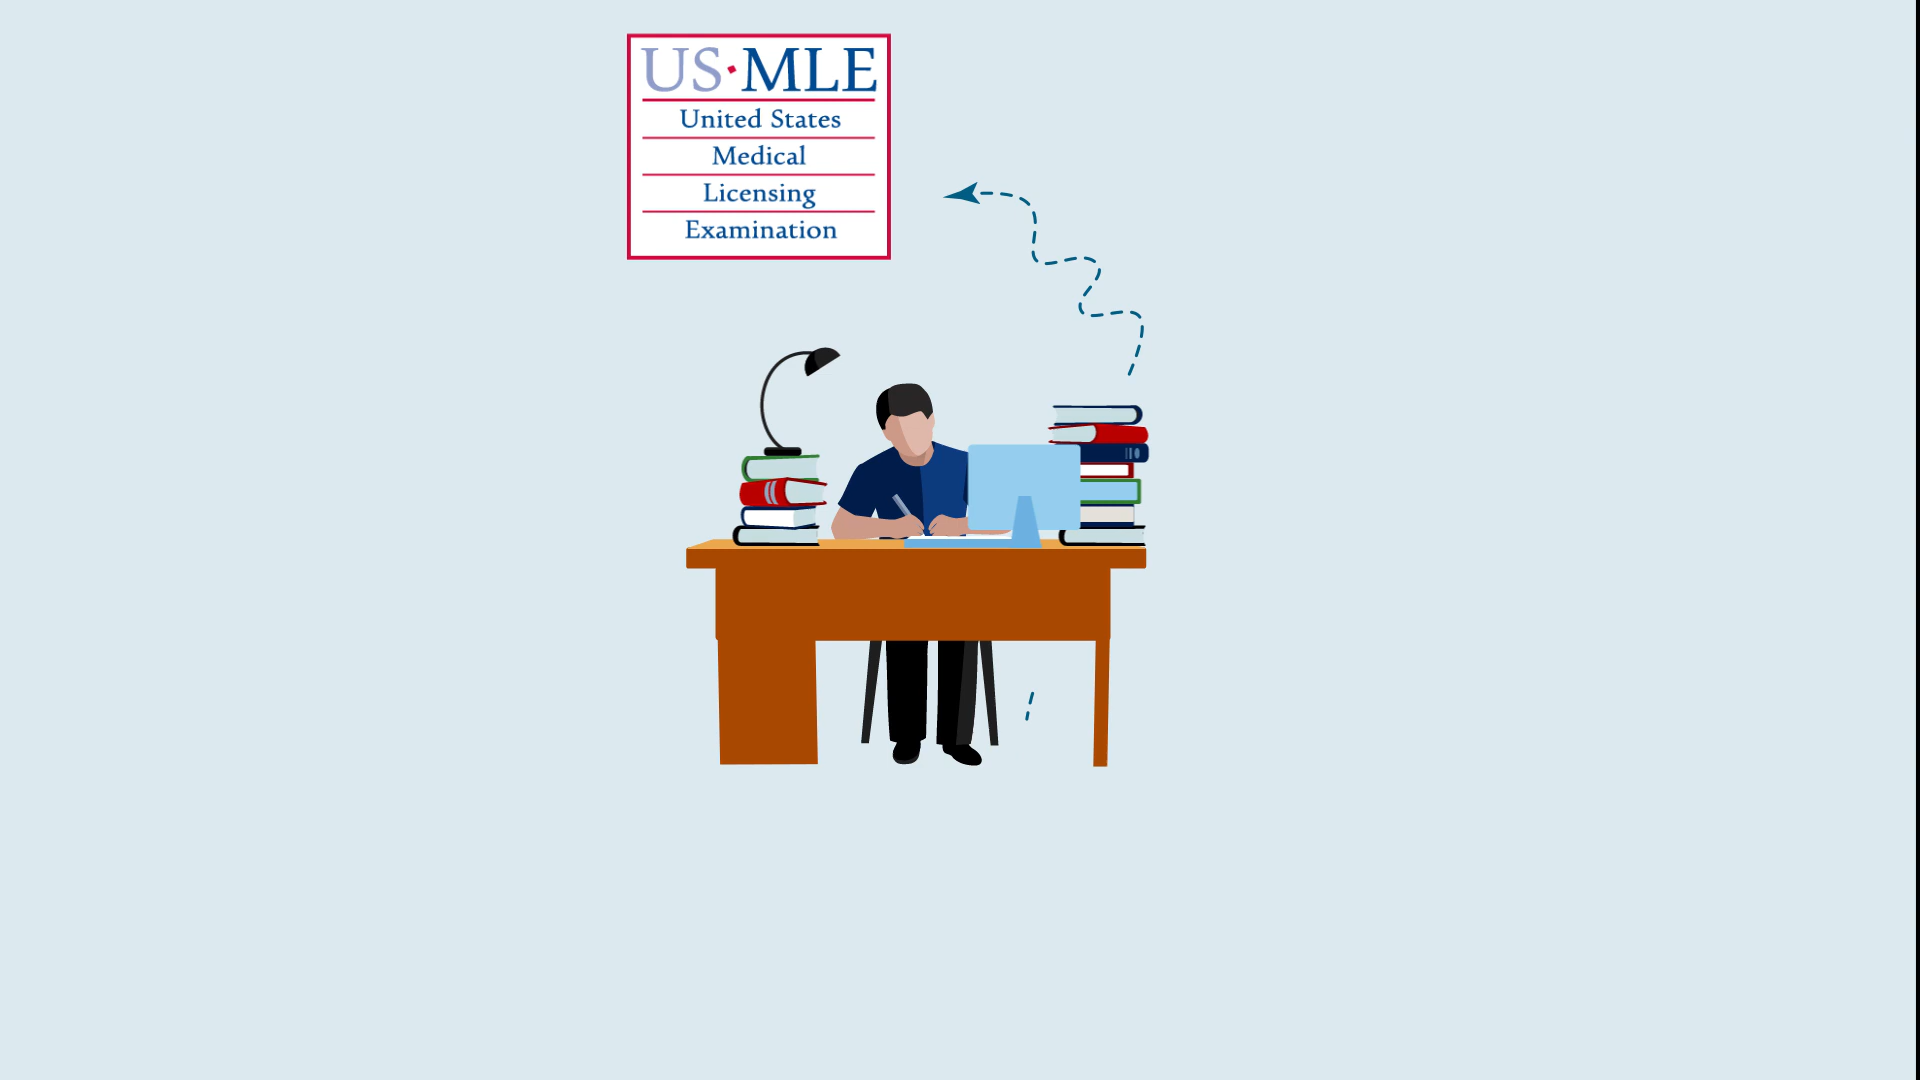 US·MLE
United States
Medical
Licensing
Examination